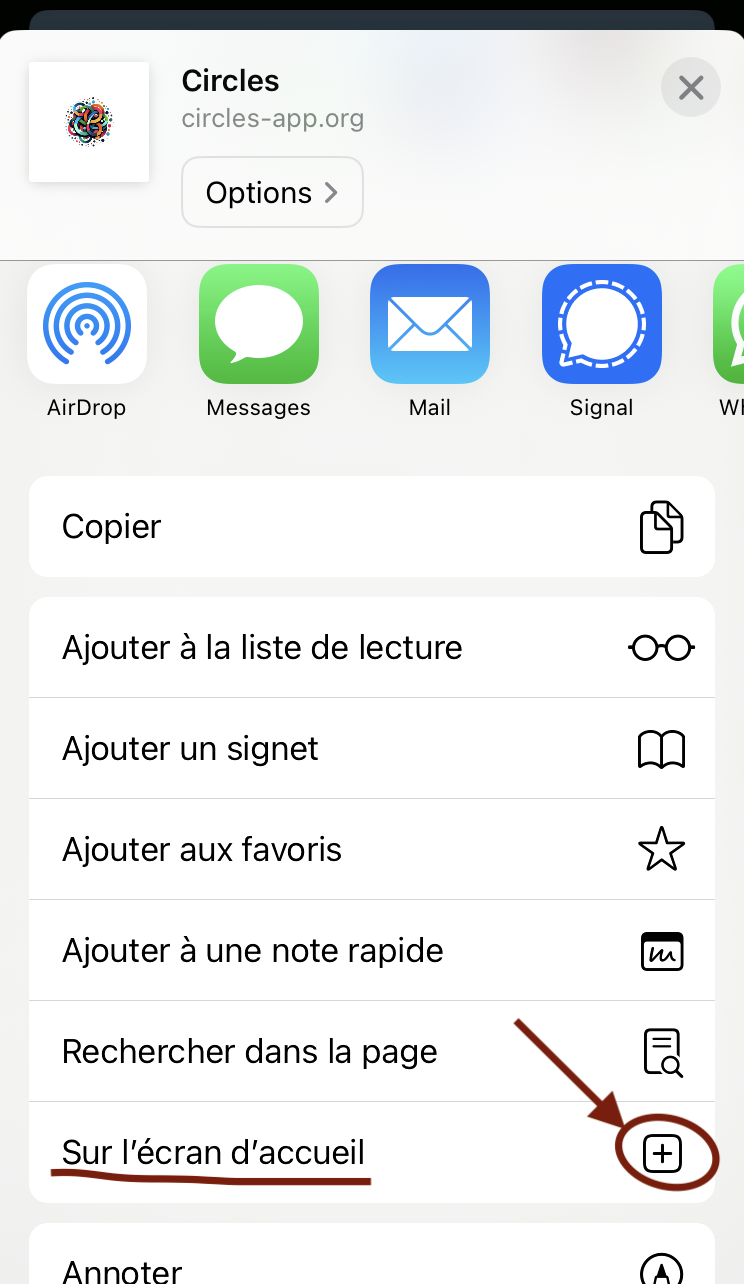 Circles
circles-app.org
Options
AirDrop
Messages
Mail
Signal
Copier
Ajouter à la liste de lecture
Ajouter un signet
Ajouter aux favoris
Ajouter à une note rapide
Rechercher dans la page
Sur l’écran d’accueil
Annoter